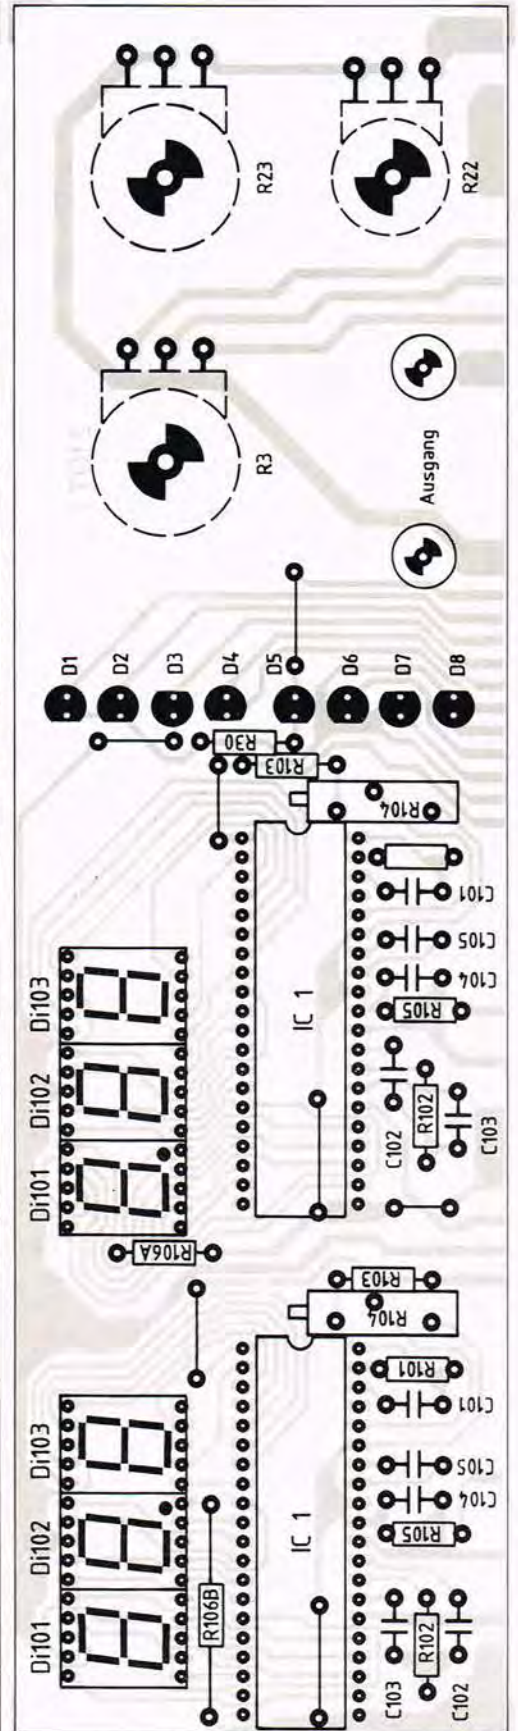 R23
R22
R3
Ausgang
D1
D2
D3
D4
D5
D6
D7
D8
R30
R103
R104
C101
C105
C104
R105
IC 1
Di103
Di102
Di101
C102
R102
C103
R106A
R103
R104
R101
C101
C105
C104
R105
IC 1
Di103
Di102
Di101
R106B
C103
R102
C102